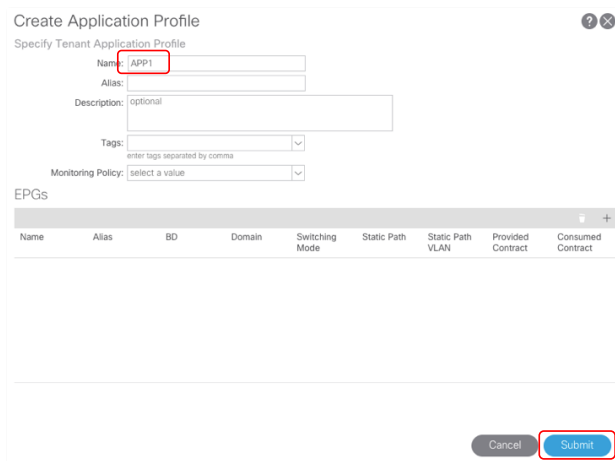 Create Application Profile
Specify Tenant Application Profile
Name: APP1
Alias:
Description: optional
Tags:
enter tags separated by comma
Monitoring Policy: select a value
EPGs
Name Alias BD Domain Switching Mode Static Path Static Path VLAN Provided Contract Consumed Contract
Cancel Submit